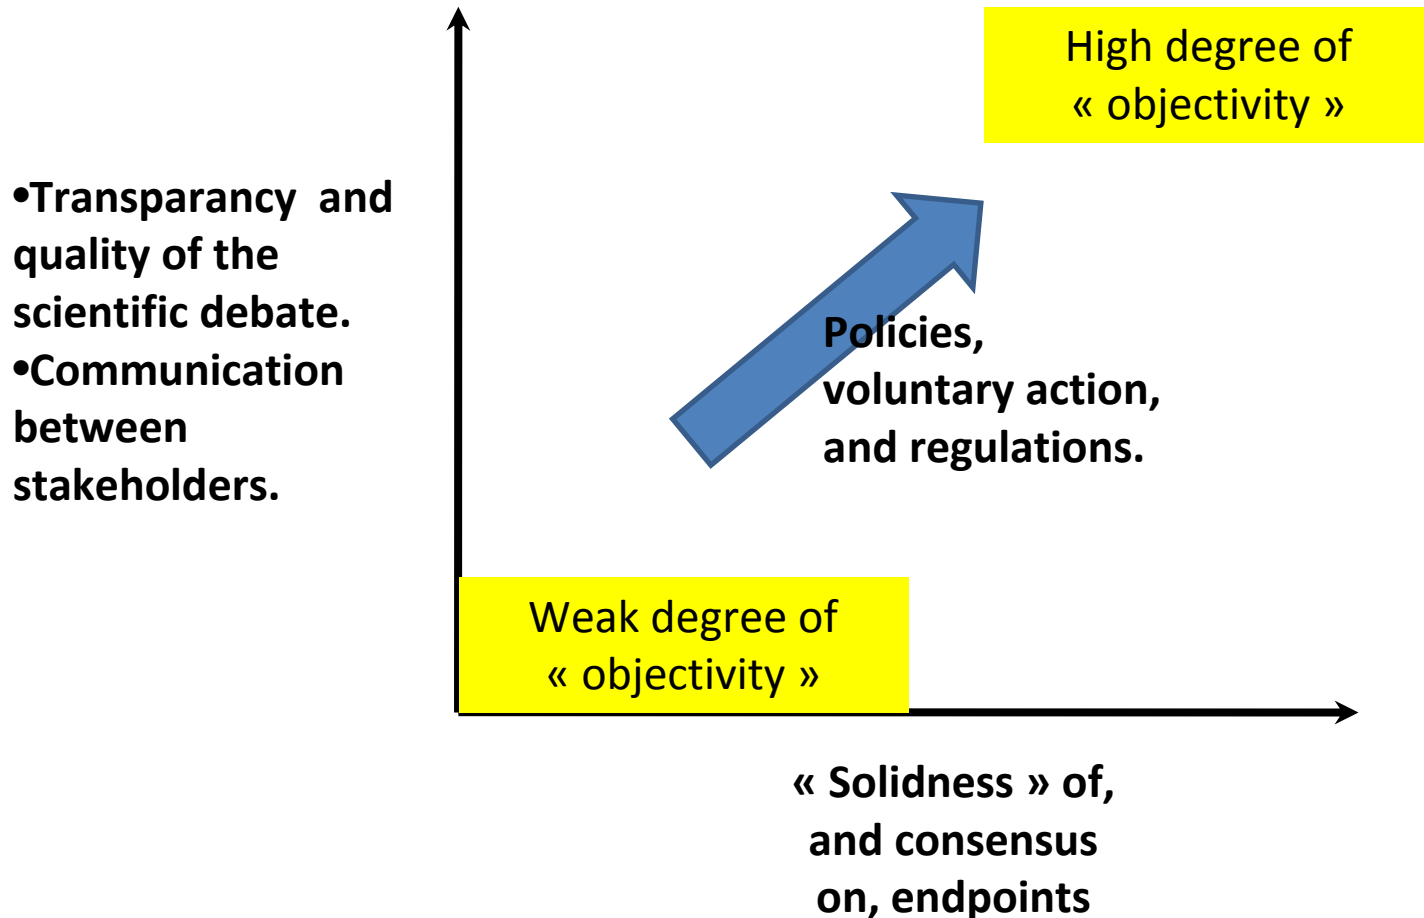 High degree of
« objectivity »
•Transparancy  and
quality of the
scientific debate.
•Communication
between
stakeholders.
Policies,
voluntary action,
and regulations.
Weak degree of
« objectivity »
« Solidness » of,
and consensus
on, endpoints